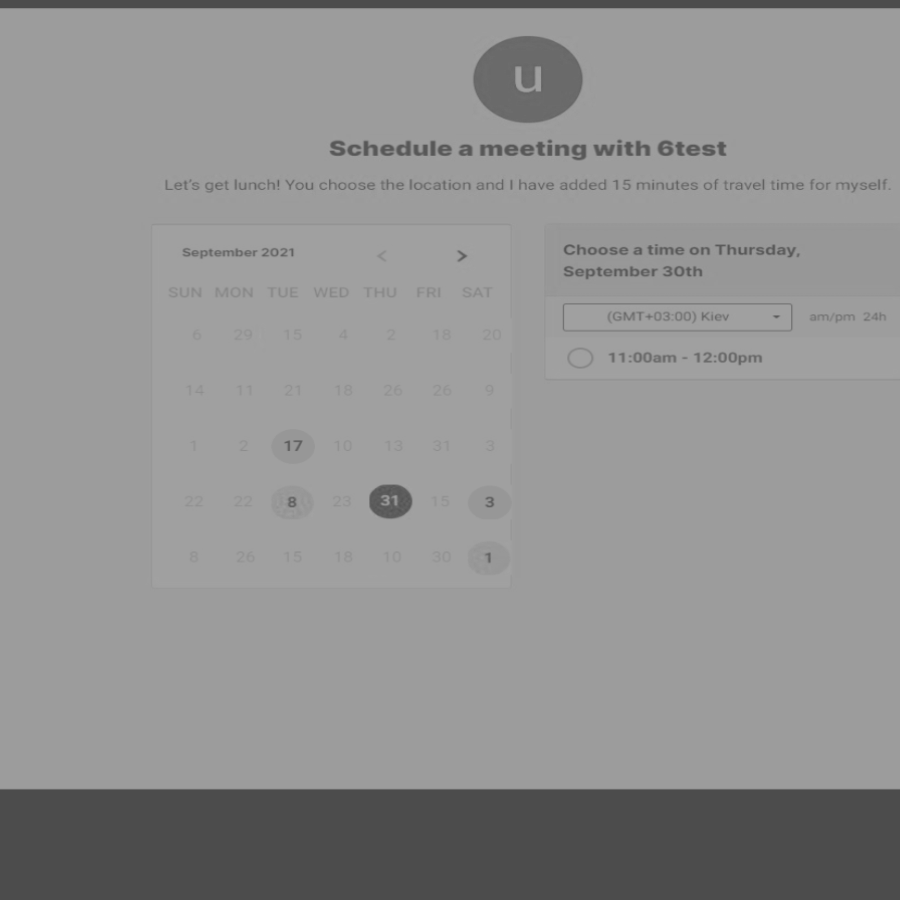 u
Schedule a meeting with 6test
Let's get lunch! You choose the location and I have added 15 minutes of travel time for myself.
September 2021 < >
SUN MON TUE WED THU FRI SAT
6 29 15 4 2 18 20
14 11 21 18 26 26 9
1 2 17 10 13 31 3
22 22 8 23 31 15 3
8 26 15 18 10 30 1
Choose a time on Thursday,
September 30th
(GMT+03:00) Kiev am/pm 24h
11:00am - 12:00pm